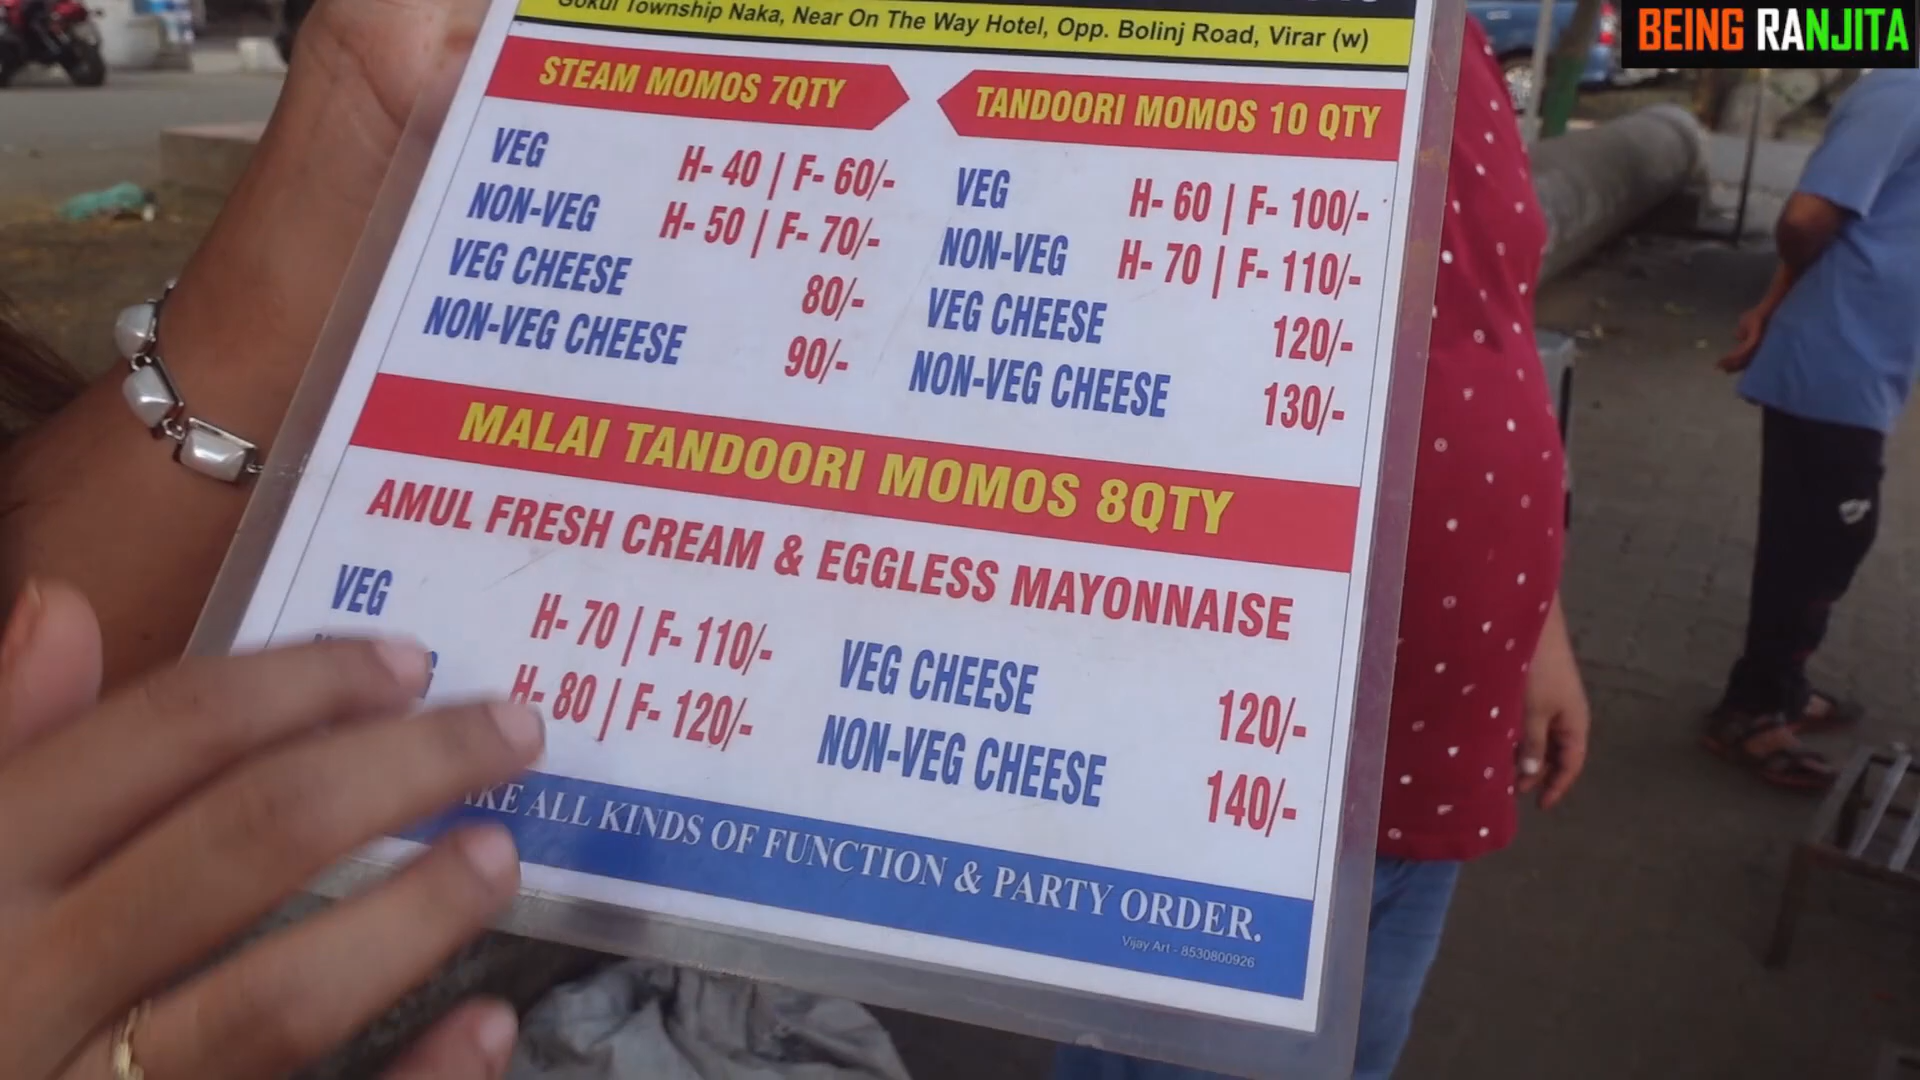 BEING RANJITA
Gokul Township Naka, Near On The Way Hotel, Opp. Bolinj Road, Virar (w)
STEAM MOMOS 7QTY
VEG H- 40 | F- 60/-
NON-VEG H- 50 | F- 70/-
VEG CHEESE 80/-
NON-VEG CHEESE 90/-
TANDOORI MOMOS 10 QTY
VEG H- 60 | F- 100/-
NON-VEG H- 70 | F- 110/-
VEG CHEESE 120/-
NON-VEG CHEESE 130/-
MALAI TANDOORI MOMOS 8QTY
AMUL FRESH CREAM & EGGLESS MAYONNAISE
VEG H- 70 | F- 110/-
H- 80 | F- 120/-
VEG CHEESE 120/-
NON-VEG CHEESE 140/-
ALL KINDS OF FUNCTION & PARTY ORDER.
Vijay Art - 8530800926